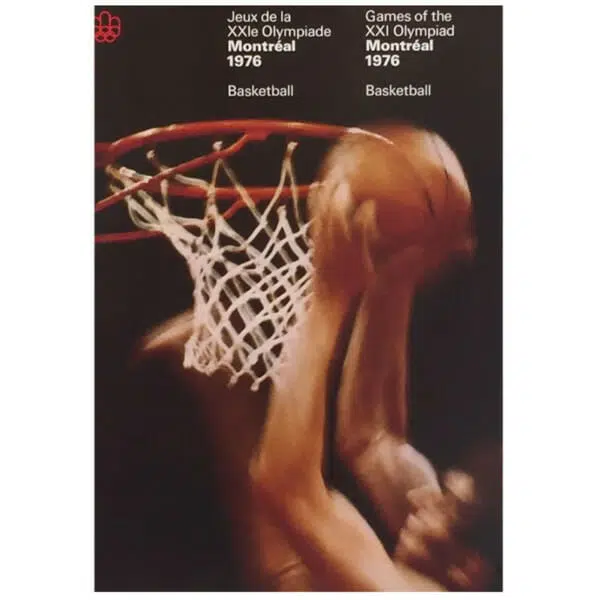 Jeux de la
XXIe Olympiade
Montréal
1976
Basketball
Games of the
XXI Olympiad
Montréal
1976
Basketball